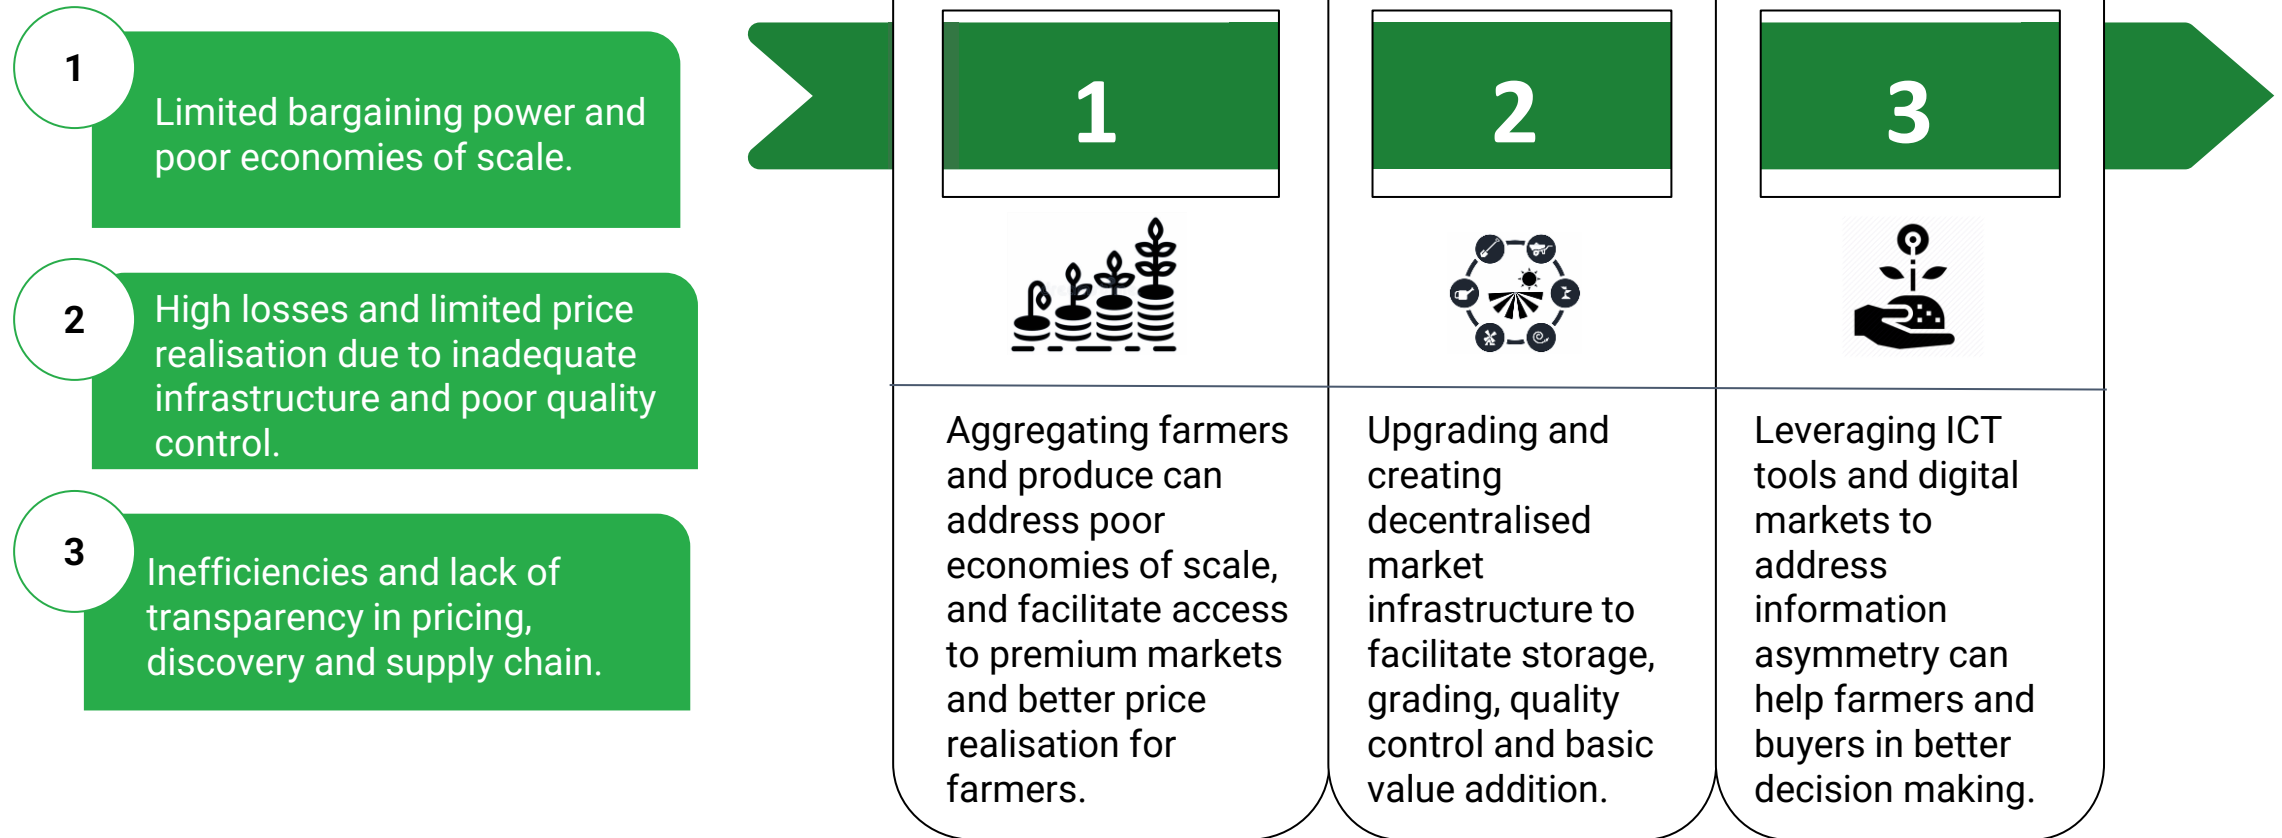 1
Limited bargaining power and
poor economies of scale.
2
High losses and limited price
realisation due to inadequate
infrastructure and poor quality
control.
3
Inefficiencies and lack of
transparency in pricing,
discovery and supply chain.
1
Aggregating farmers
and produce can
address poor
economies of scale,
and facilitate access
to premium markets
and better price
realisation for
farmers.
2
Upgrading and
creating
decentralised
market
infrastructure to
facilitate storage,
grading, quality
control and basic
value addition.
3
Leveraging ICT
tools and digital
markets to
address
information
asymmetry can
help farmers and
buyers in better
decision making.